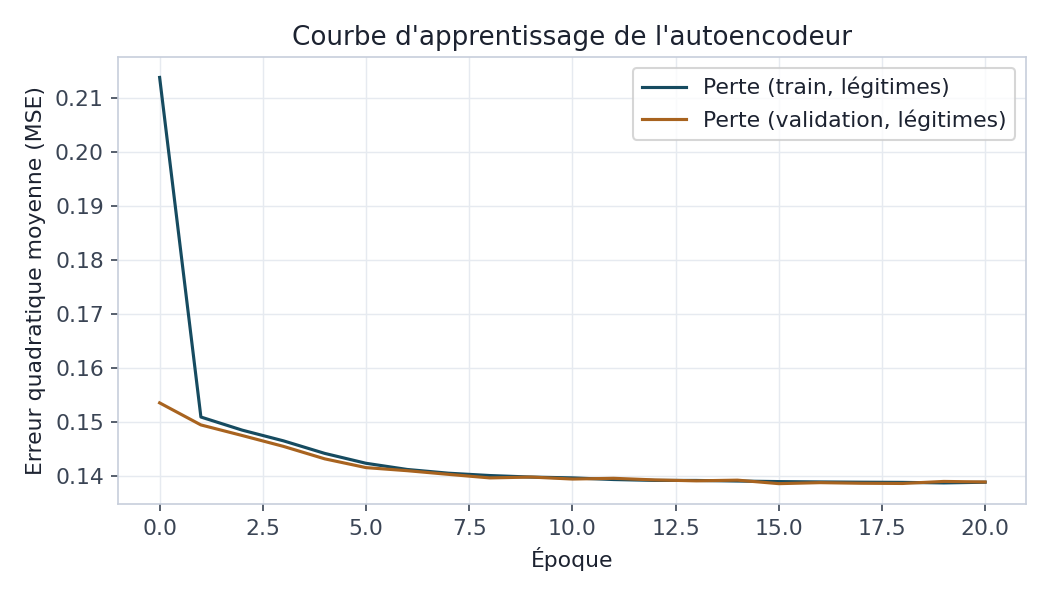 Courbe d'apprentissage de l'autoencodeur
Perte (train, légitimes)
Perte (validation, légitimes)
Erreur quadratique moyenne (MSE)
0.21
0.20
0.19
0.18
0.17
0.16
0.15
0.14
0.0 2.5 5.0 7.5 10.0 12.5 15.0 17.5 20.0
Époque